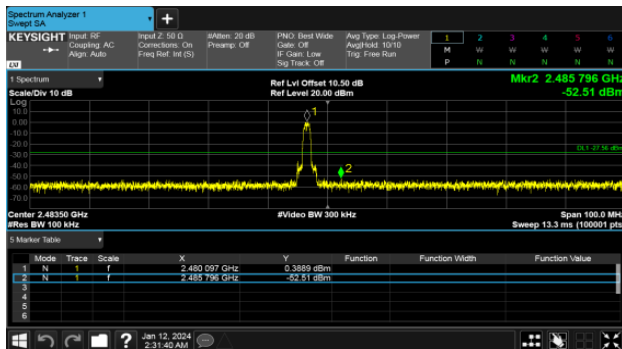 Spectrum Analyzer 1
Swept SA
KEYSIGHT Input: RF Input Z: 50 Ω #Atten: 20 dB PNO: Best Wide Avg Type: Log-Power 1 2 3 4 5 6
Coupling: AC Corrections: On Preamp: Off Gate: Off Avg|Hold: 10/10 M W W W W W
Align: Auto Freq Ref: Int (S) IF Gain: Low Trig: Free Run
Sig Track: Off P N N N N N
LXI
1 Spectrum Ref Lvl Offset 10.50 dB Mkr2 2.485 796 GHz
Scale/Div 10 dB Ref Level 20.00 dBm -52.51 dBm
Log
10.0
0.00
-10.0
-20.0
DL1 -27.56 dBm
-30.0
-40.0
-50.0
-60.0
-70.0
1
2
Center 2.48350 GHz #Video BW 300 kHz Span 100.0 MHz
#Res BW 100 kHz Sweep 13.3 ms (100001 pts
5 Marker Table
Mode Trace Scale X Y Function Function Width Function Value
1 N 1 f 2.480 097 GHz 0.3889 dBm
2 N 1 f 2.485 796 GHz -52.51 dBm
3
4
5
6
? Jan 12, 2024
2:31:40 AM